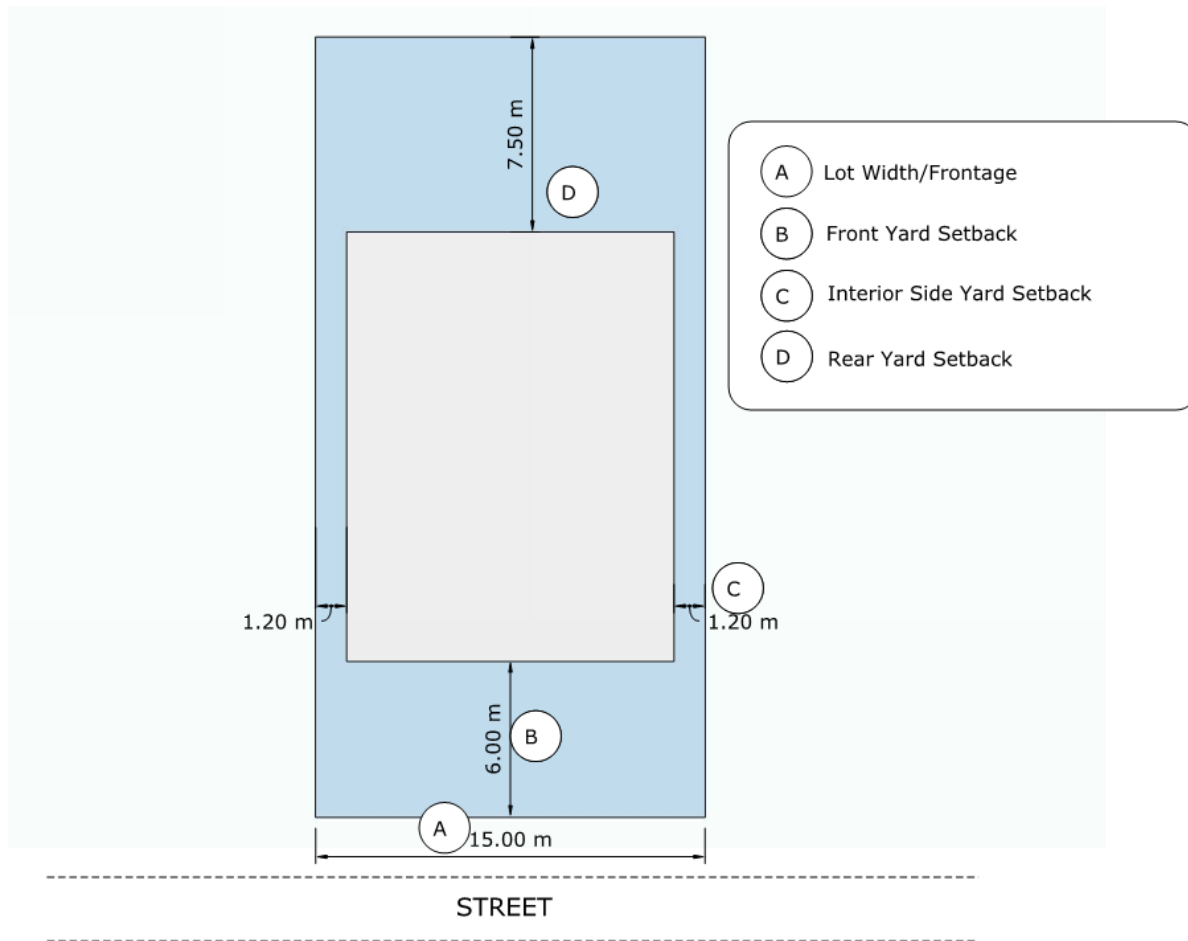 7.50 m
D
A Lot Width/Frontage
B Front Yard Setback
C Interior Side Yard Setback
D Rear Yard Setback
C
1.20 m
1.20 m
6.00 m
B
A
15.00 m
STREET